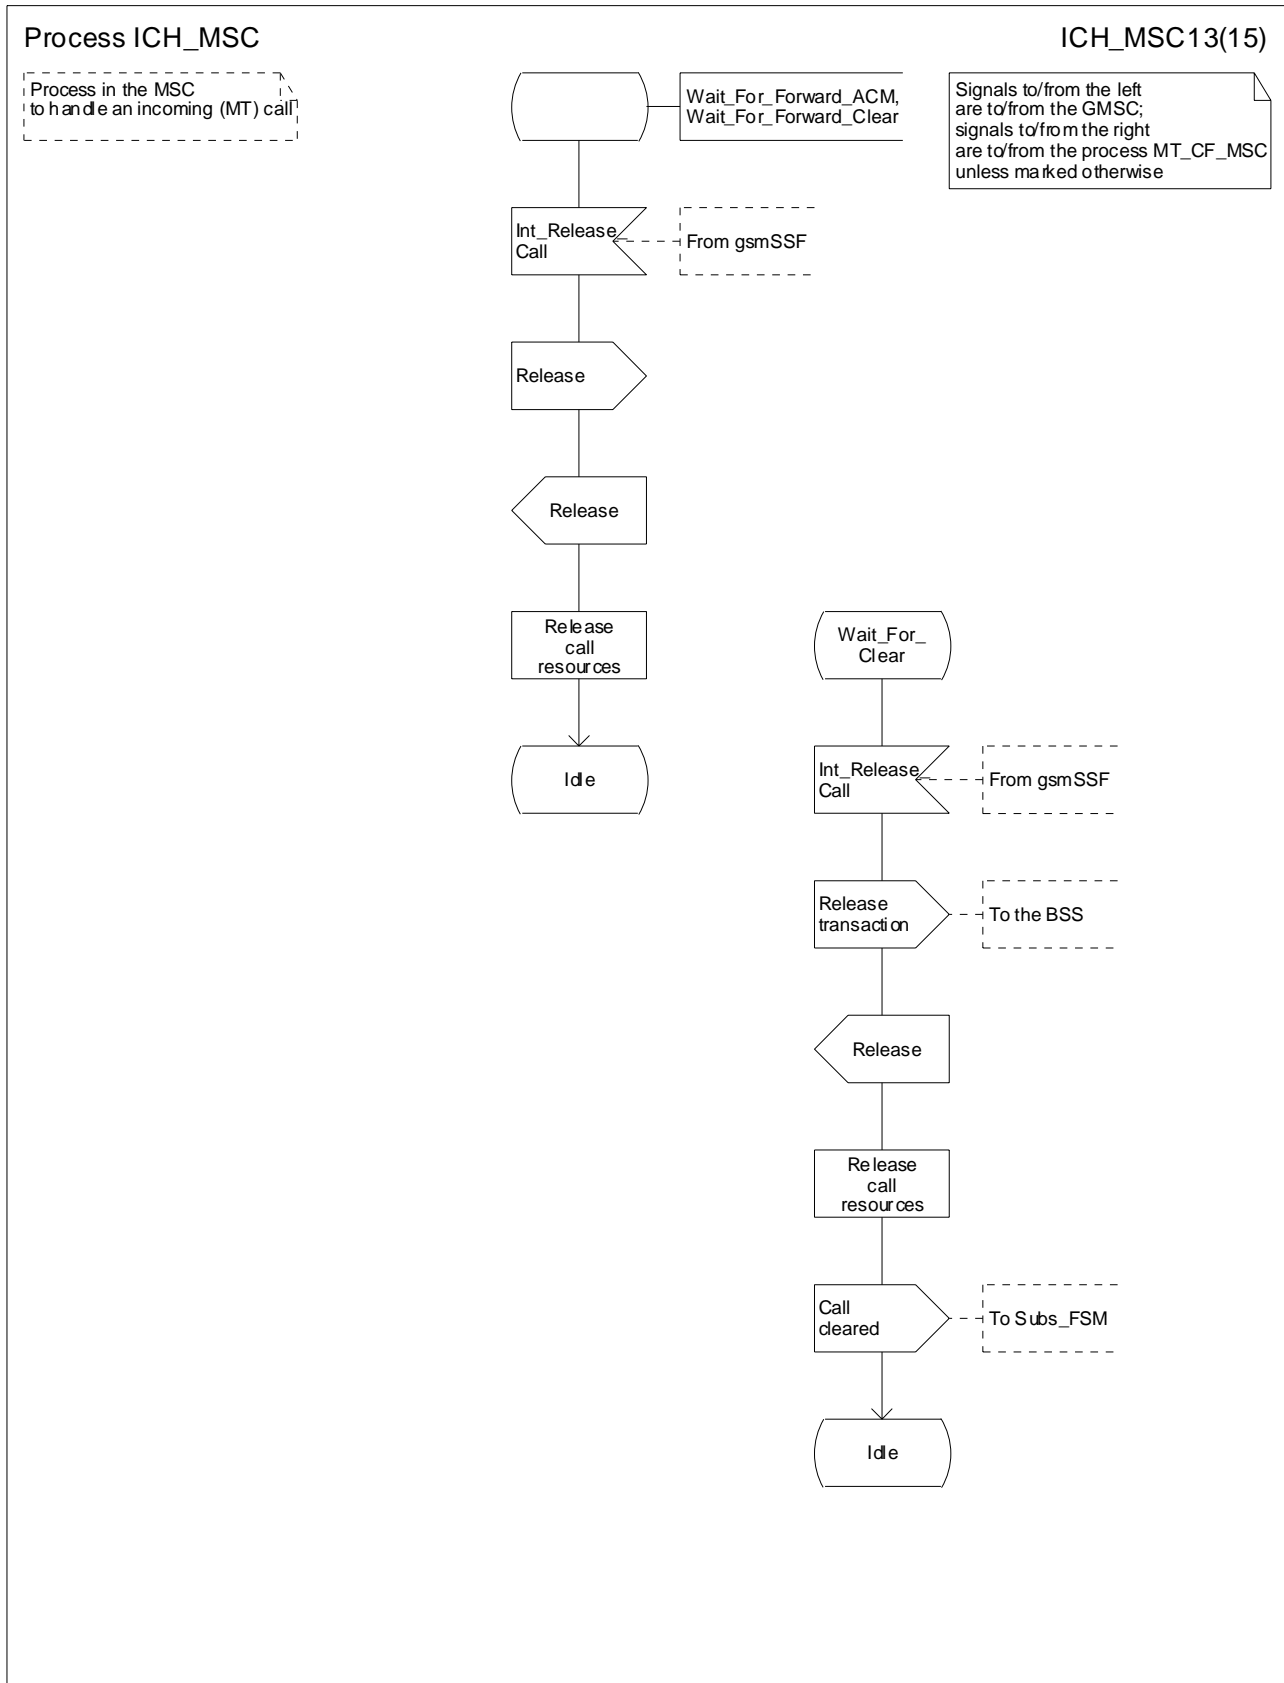 Process ICH_MSC
ICH_MSC13(15)
Process in the MSC
to handle an incoming (MT) call
Wait_For_Forward_ACM,
Wait_For_Forward_Clear
Signals to/from the left
are to/from the GMSC;
signals to/from the right
are to/from the process MT_CF_MSC
unless marked otherwise
Int_Release_
Call
From gsmSSF
Release
Release
Release
call
resources
Idle
Wait_For_
Clear
Int_Release_
Call
From gsmSSF
Release
transaction
To the BSS
Release
Release
call
resources
Call
cleared
To Subs_FSM
Idle